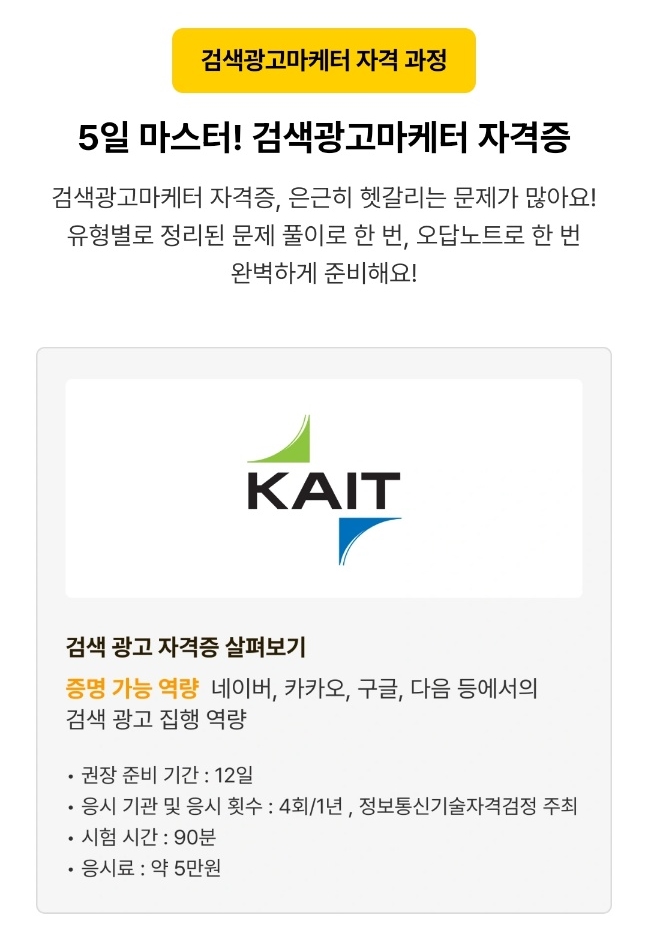 검색광고마케터 자격 과정
5일 마스터! 검색광고마케터 자격증
검색광고마케터 자격증, 은근히 헷갈리는 문제가 많아요!
유형별로 정리된 문제 풀이로 한 번, 오답노트로 한 번
완벽하게 준비해요!
KAIT
검색 광고 자격증 살펴보기
증명 가능 역량 네이버, 카카오, 구글, 다음 등에서의
검색 광고 집행 역량
• 권장 준비 기간 : 12일
• 응시 기관 및 응시 횟수 : 4회/1년 , 정보통신기술자격검정 주최
• 시험 시간 : 90분
• 응시료 : 약 5만원